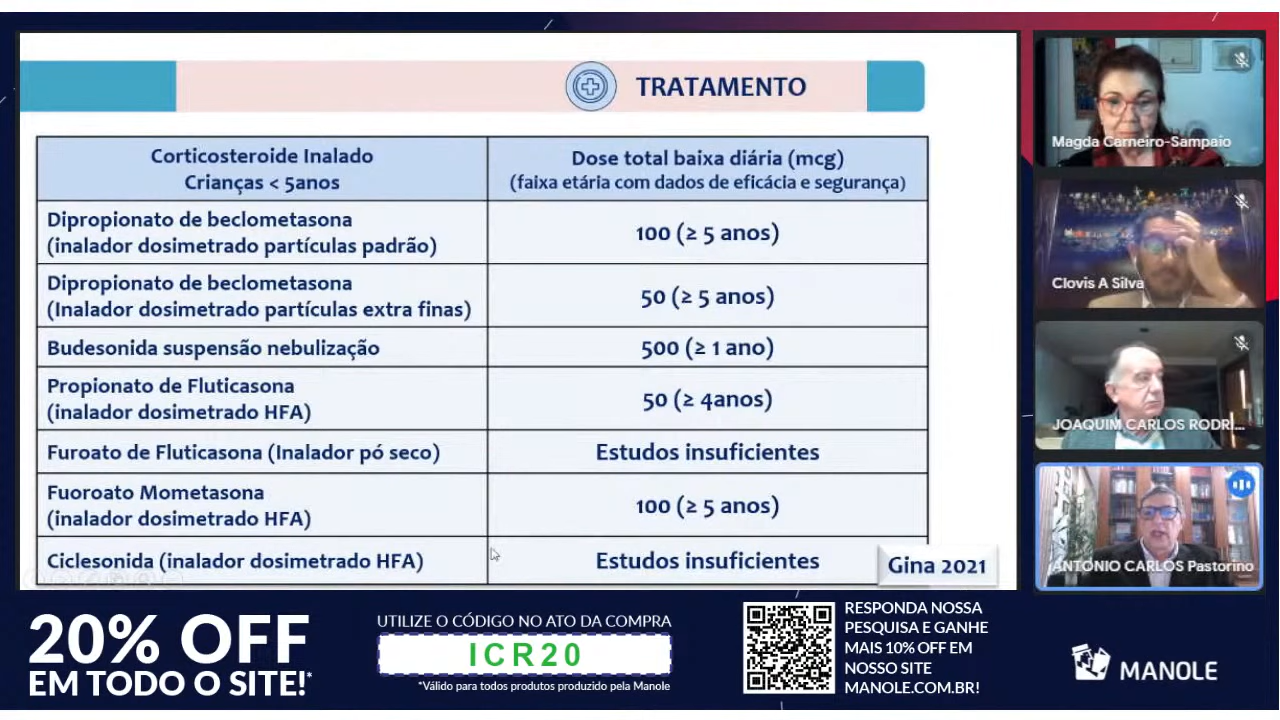 TRATAMENTO
Corticosteroide Inalado
Crianças < 5anos
Dose total baixa diária (mcg)
(faixa etária com dados de eficácia e segurança)
Dipropionato de beclometasona
(inalador dosimetrado partículas padrão)
100 (≥ 5 anos)
Dipropionato de beclometasona
(Inalador dosimetrado partículas extra finas)
50 (≥ 5 anos)
Budesonida suspensão nebulização
500 (≥ 1 ano)
Propionato de Fluticasona
(inalador dosimetrado HFA)
50 (≥ 4anos)
Furoato de Fluticasona (Inalador pó seco)
Estudos insuficientes
Fuoroato Mometasona
(inalador dosimetrado HFA)
100 (≥ 5 anos)
Ciclesonida (inalador dosimetrado HFA)
Estudos insuficientes
Gina 2021
Magda Carneiro-Sampaio
Clovis A Silva
JOAQUIM CARLOS RODRI...
ANTONIO CARLOS Pastorino
20% OFF
EM TODO O SITE!*
UTILIZE O CÓDIGO NO ATO DA COMPRA
ICR20
*Válido para todos produtos produzido pela Manole
RESPONDA NOSSA
PESQUISA E GANHE
MAIS 10% OFF EM
NOSSO SITE
MANOLE.COM.BR!
MANOLE